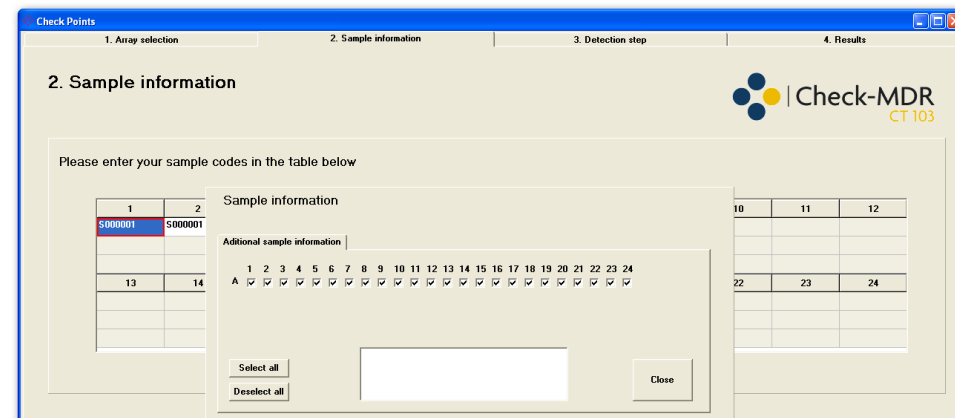 Check Points
1. Array selection 2. Sample information 3. Detection step 4. Results
2. Sample information
Check-MDR
CT 103
Please enter your sample codes in the table below
1 2 10 11 12
S000001 S000001
13 14 22 23 24
Sample information
Aditional sample information
1 2 3 4 5 6 7 8 9 10 11 12 13 14 15 16 17 18 19 20 21 22 23 24
A
Select all
Deselect all
Close